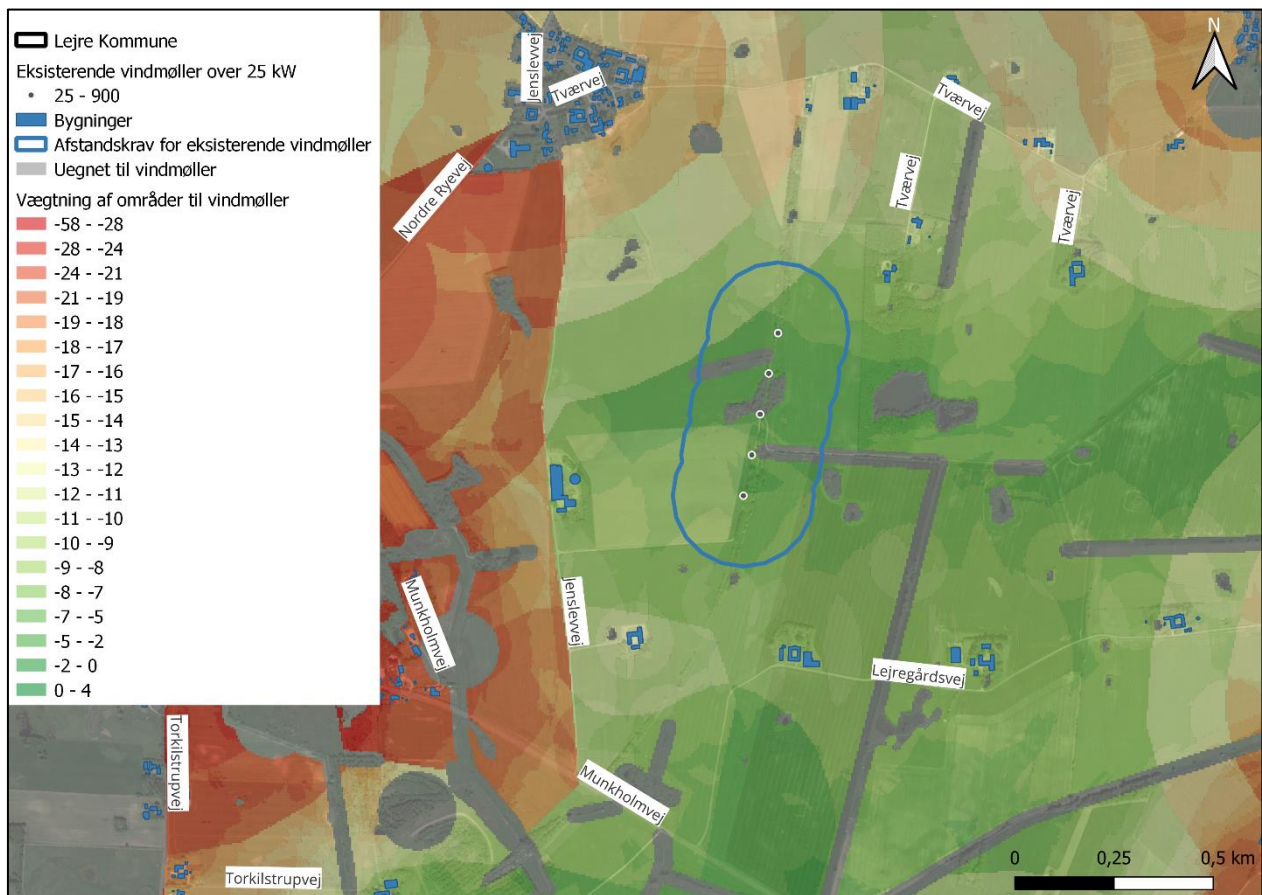 Lejre Kommune
Eksisterende vindmøller over 25 kW
25 - 900
Bygninger
Afstandskrav for eksisterende vindmøller
Uegnet til vindmøller
Vægtning af områder til vindmøller
-58 - -28
-28 - -24
-24 - -21
-21 - -19
-19 - -18
-18 - -17
-17 - -16
-16 - -15
-15 - -14
-14 - -13
-13 - -12
-12 - -11
-11 - -10
-10 - -9
-9 - -8
-8 - -7
-7 - -5
-5 - -2
-2 - 0
0 - 4
N
Jenslevvej
Tværvej
Tværvej
Nordre Ryevej
Tværvej
Tværvej
Munkholmvej
Jenslevvej
Lejregårdsvej
Torkilstrupvej
Munkholmvej
Torkilstrupvej
0 0,25 0,5 km